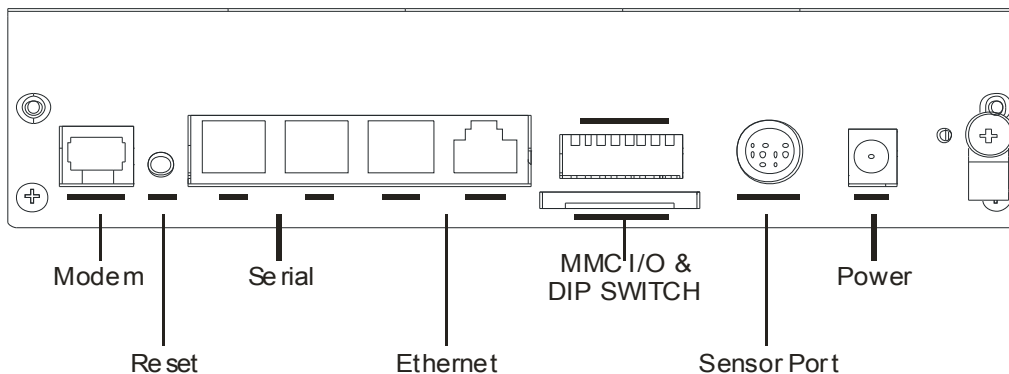 Modem
Serial
MMC I/O &
DIP SWITCH
Power
Reset
Ethernet
Sensor Port